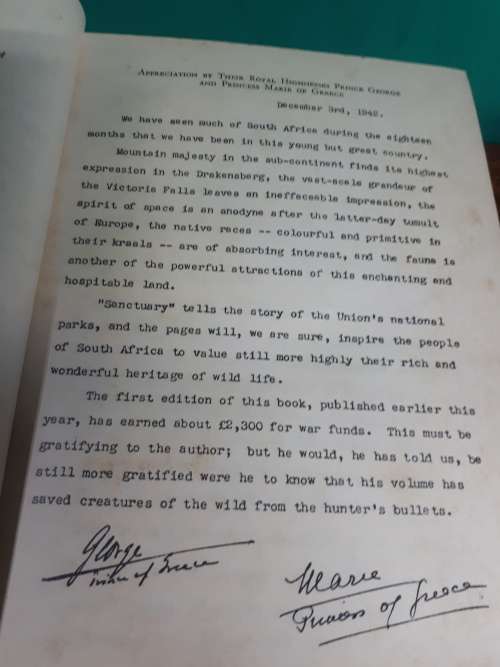 APPRECIATION BY THEIR ROYAL HIGHNESSES PRINCE GEORGE
AND PRINCESS MARIE OF GREECE
December 3rd, 1942.
We have seen much of South Africa during the eighteen
months that we have been in this young but great country.
Mountain majesty in the sub-continent finds its highest
expression in the Drakensberg, the vast-scale grandeur of
the Victoria Falls leaves an ineffaceable impression, the
spirit of space is an anodyne after the latter-day tumult
of Europe, the native races -- colourful and primitive in
their kraals -- are of absorbing interest, and the fauna is
another of the powerful attractions of this enchanting and
hospitable land.
"Sanctuary" tells the story of the Union's national
parks, and the pages will, we are sure, inspire the people
of South Africa to value still more highly their rich and
wonderful heritage of wild life.
The first edition of this book, published earlier this
year, has earned about £2,300 for war funds. This must be
gratifying to the author; but he would, he has told us, be
still more gratified were he to know that his volume has
saved creatures of the wild from the hunter's bullets.
George
Prince of Greece
Marie
Princess of Greece